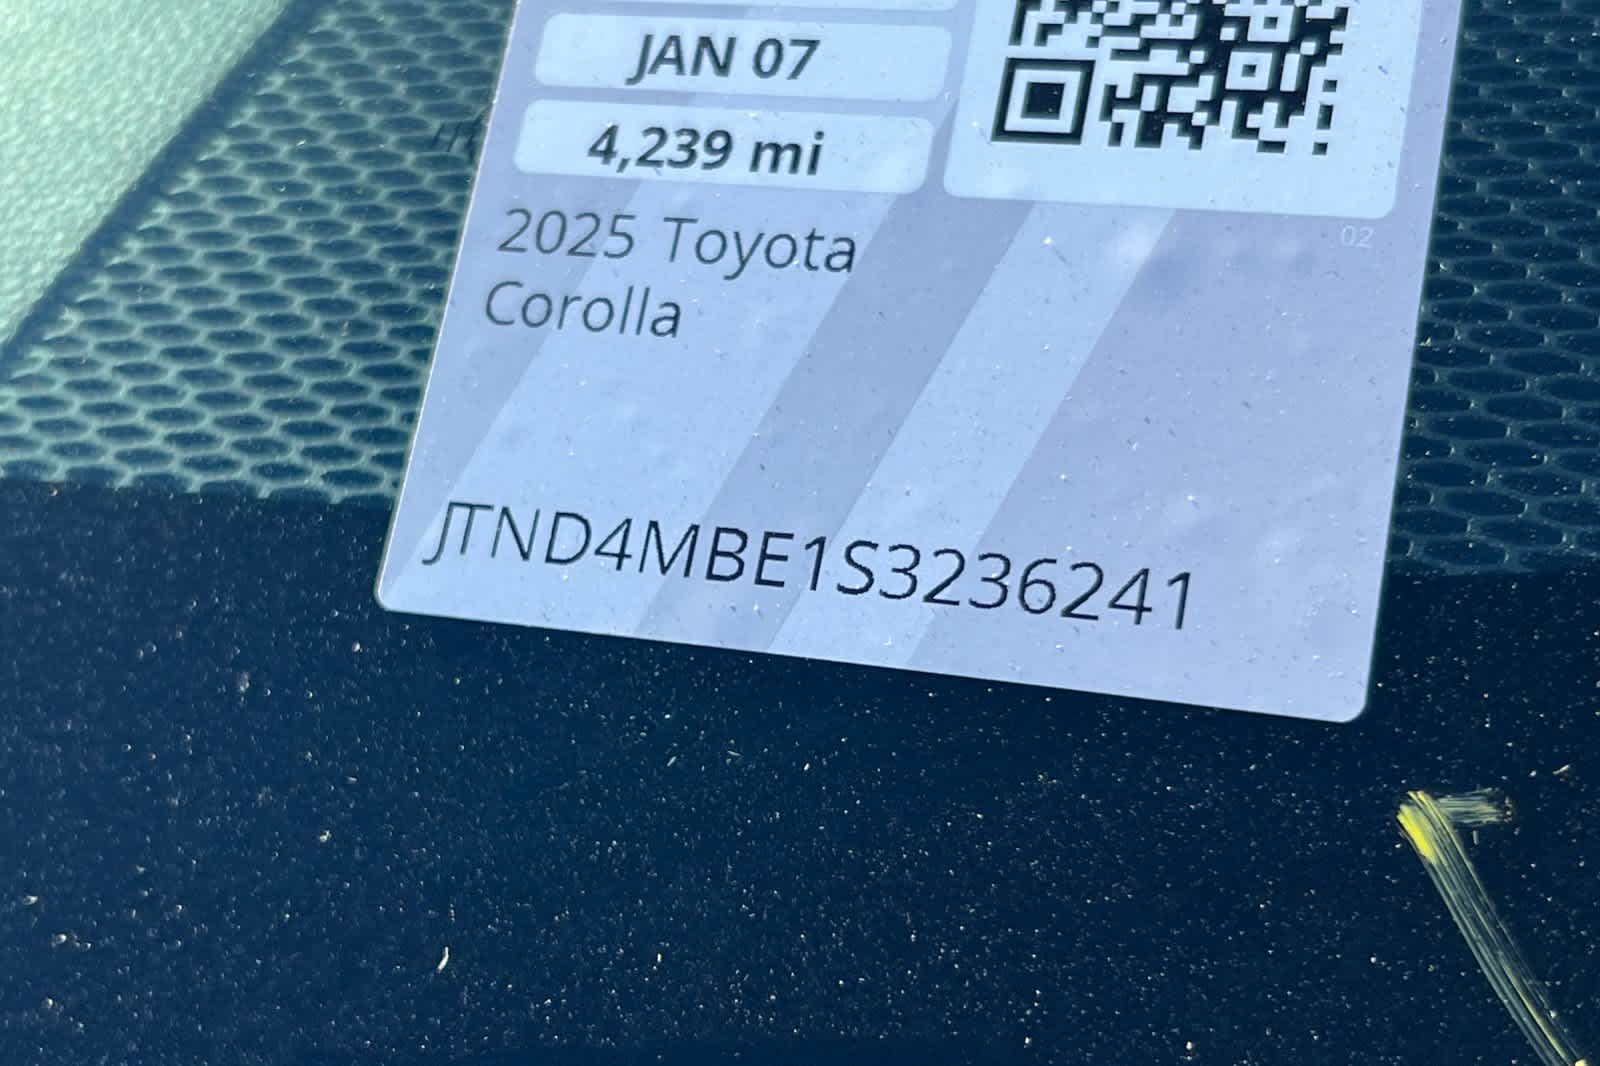 JAN 07
4,239 mi
02
2025 Toyota
Corolla
JTND4MBE1S3236241